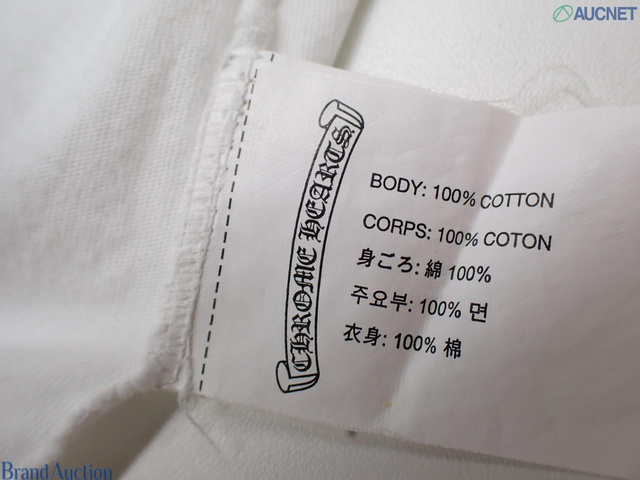 AUCNET
CHROME HEARTS
BODY: 100% COTTON
CORPS: 100% COTON
身ごろ: 綿 100%
주요부: 100% 면
衣身: 100% 棉
Brand Auction